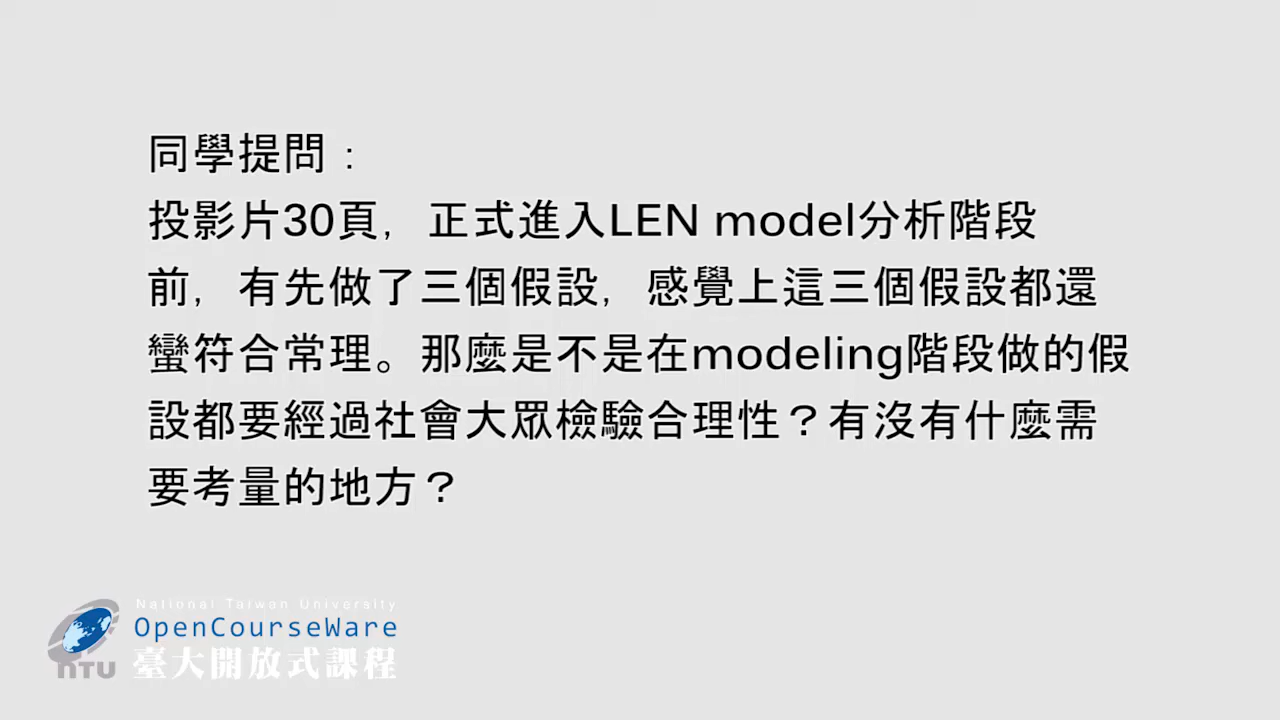 同學提問：
投影片30頁，正式進入LEN model分析階段
前，有先做了三個假設，感覺上這三個假設都還
蠻符合常理。那麼是不是在modeling階段做的假
設都要經過社會大眾檢驗合理性？有沒有什麼需
要考量的地方？
National Taiwan University
OpenCourseWare
nTU 臺大開放式課程